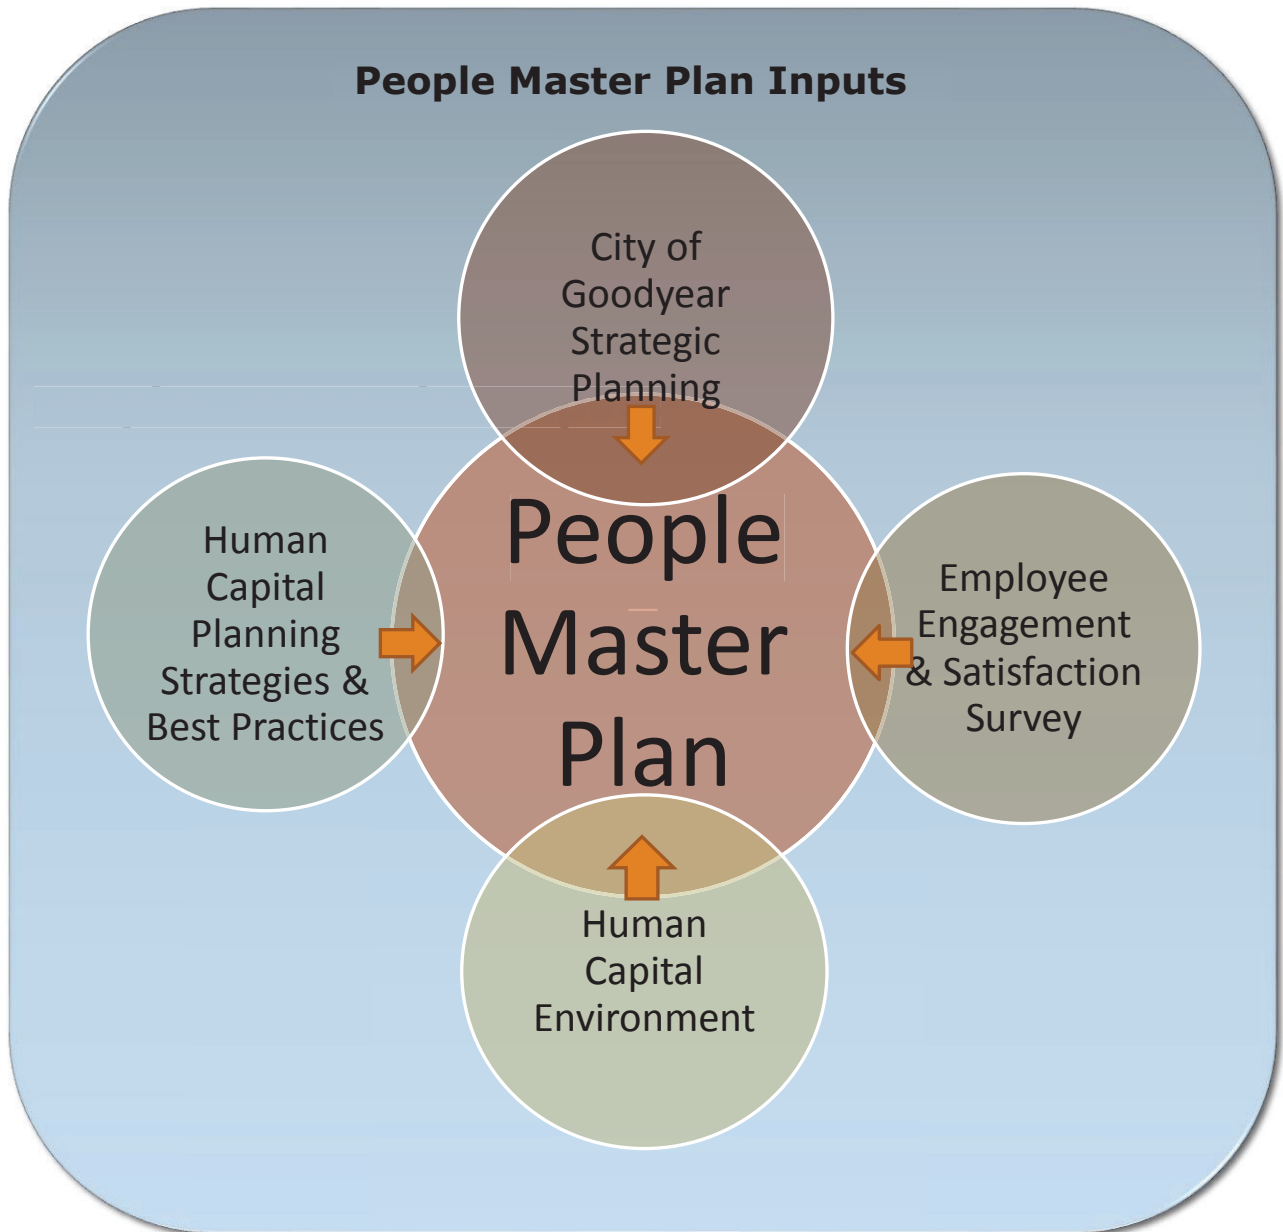 People Master Plan Inputs
City of
Goodyear
Strategic
Planning
Human
Capital
Planning
Strategies &
Best Practices
People
Master
Plan
Employee
Engagement
& Satisfaction
Survey
Human
Capital
Environment